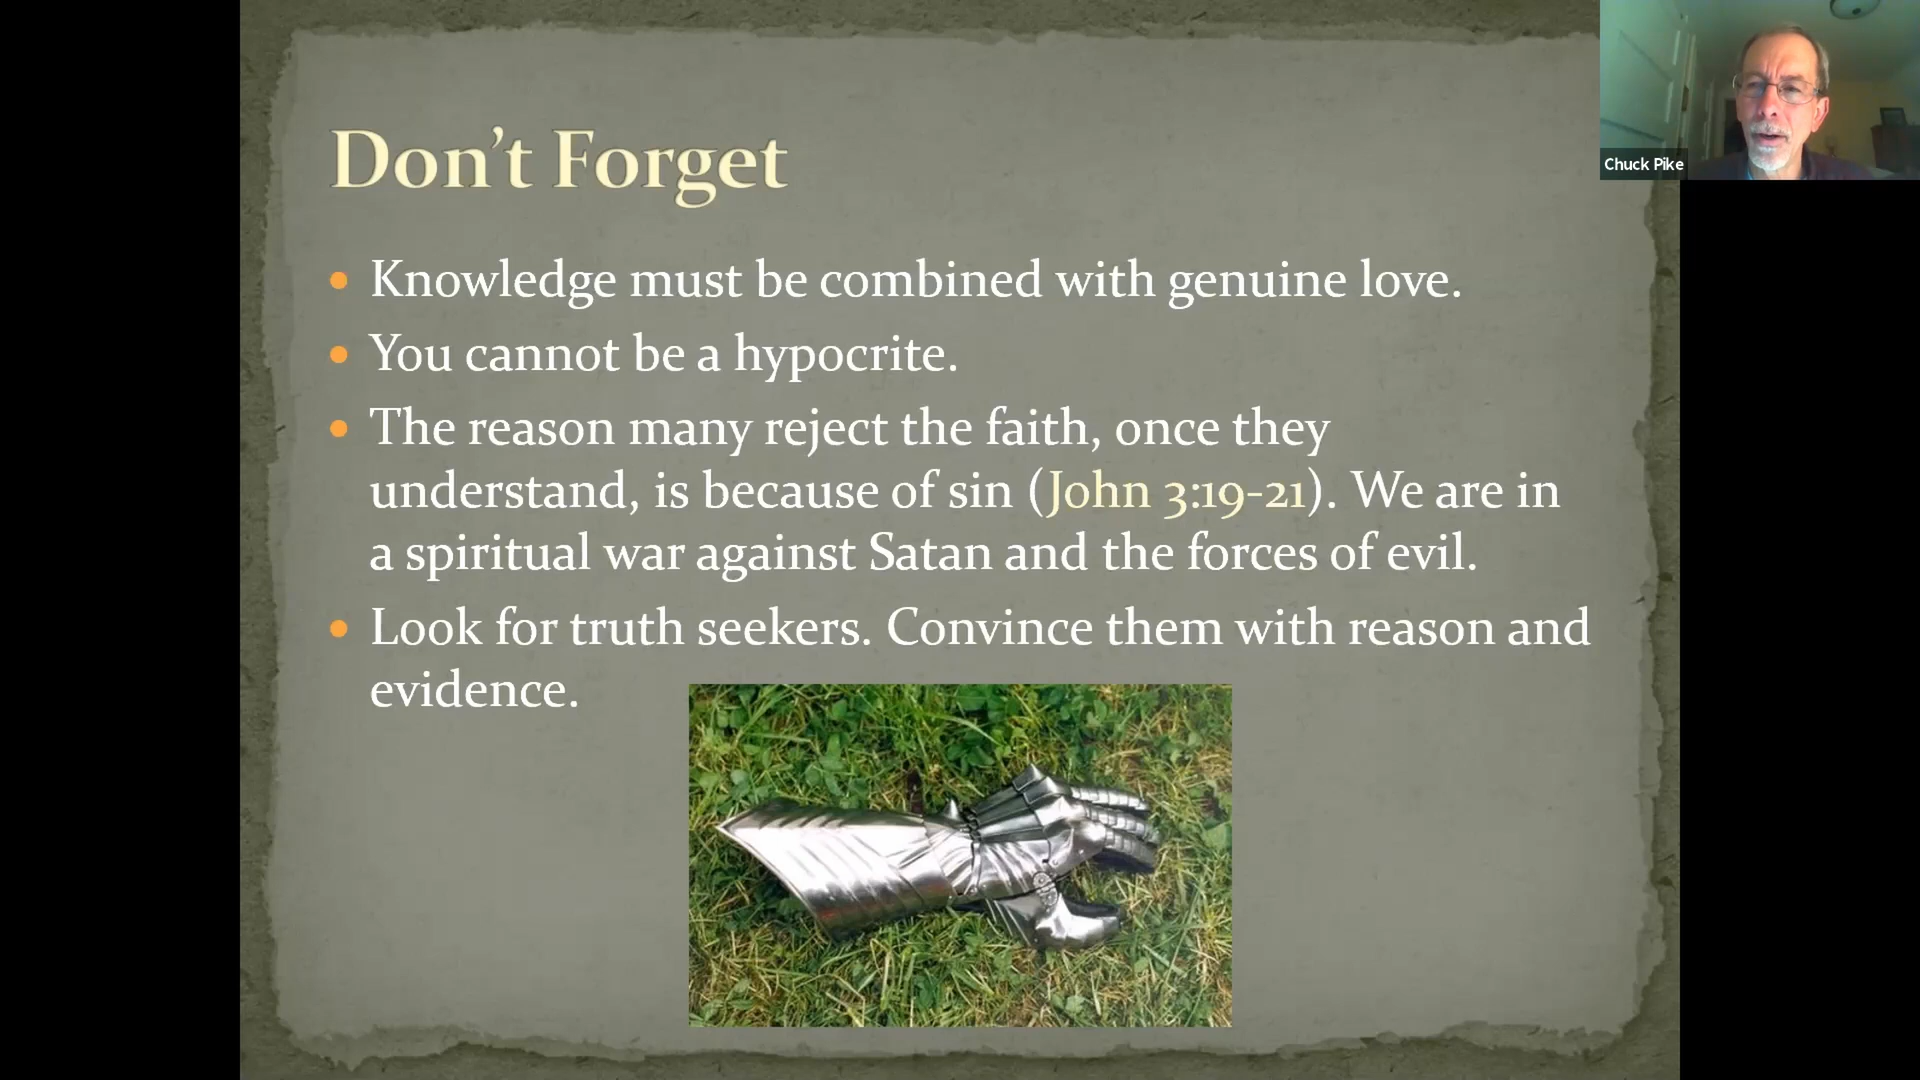 Don't Forget
Knowledge must be combined with genuine love.
You cannot be a hypocrite.
The reason many reject the faith, once they
understand, is because of sin (John 3:19-21). We are in
a spiritual war against Satan and the forces of evil.
Look for truth seekers. Convince them with reason and
evidence.
Chuck Pike